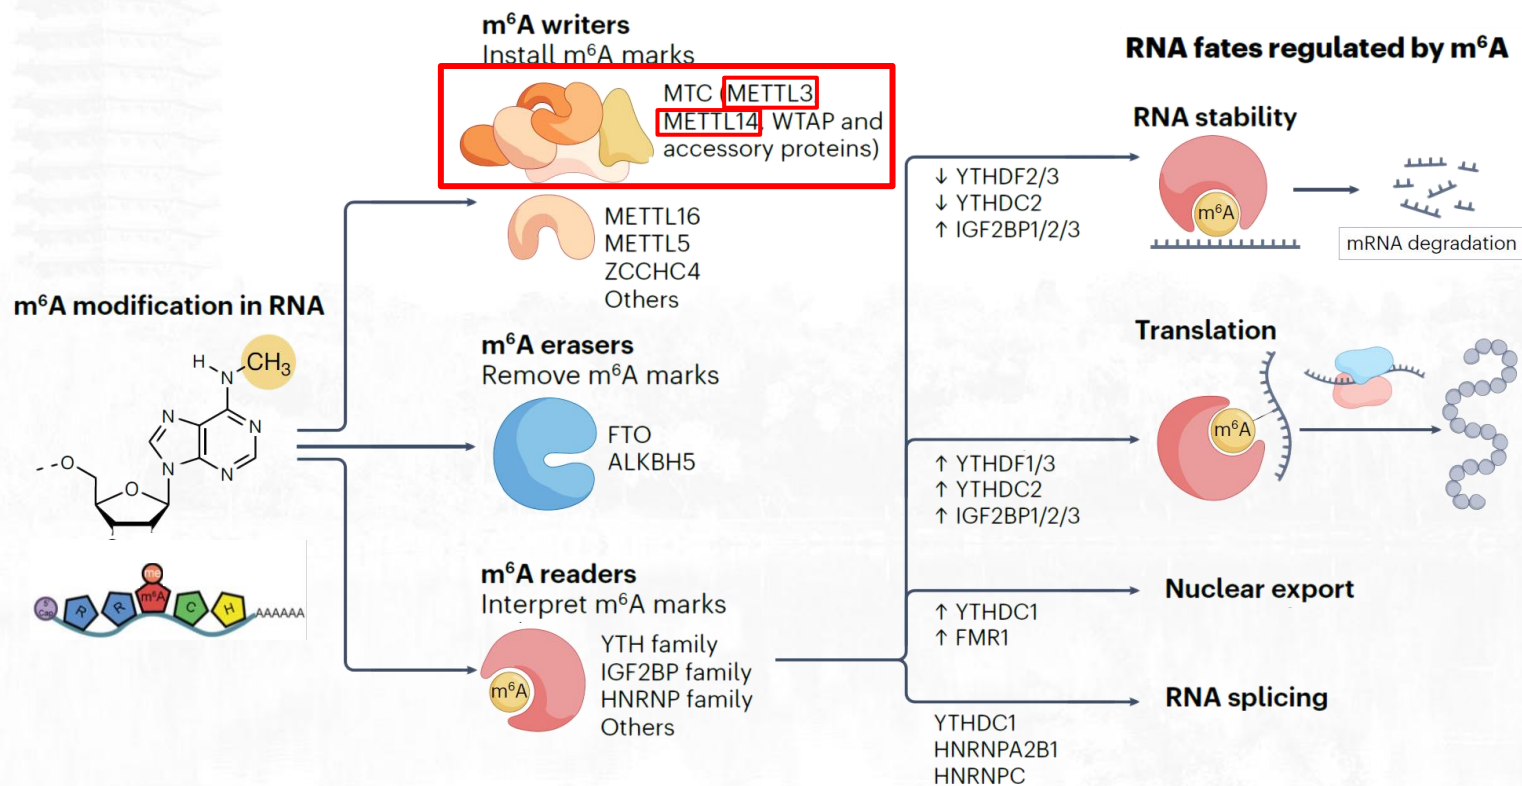 m⁶A writers
Install m⁶A marks
MTC (METTL3
METTL14, WTAP and
accessory proteins)
METTL16
METTL5
ZCCHC4
Others
m⁶A modification in RNA
H
N
CH₃
N
N
N
N
O
O
5
Cap
R
R
me
m⁶A
C
H
AAAAAA
m⁶A erasers
Remove m⁶A marks
FTO
ALKBH5
m⁶A readers
Interpret m⁶A marks
m⁶A
YTH family
IGF2BP family
HNRNP family
Others
RNA fates regulated by m⁶A
RNA stability
↓ YTHDF2/3
↓ YTHDC2
↑ IGF2BP1/2/3
m⁶A
mRNA degradation
Translation
m⁶A
↑ YTHDF1/3
↑ YTHDC2
↑ IGF2BP1/2/3
Nuclear export
↑ YTHDC1
↑ FMR1
RNA splicing
YTHDC1
HNRNPA2B1
HNRNPC